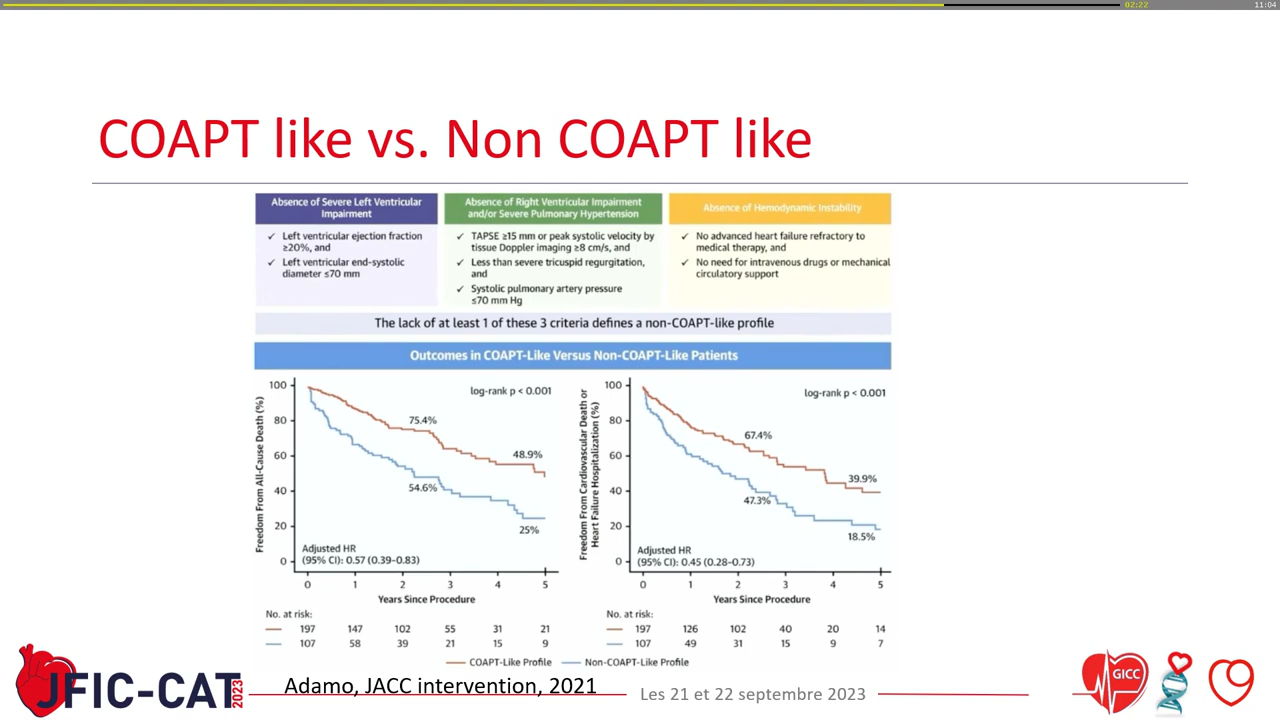 02:22
11:04
COAPT like vs. Non COAPT like
Absence of Severe Left Ventricular
Impairment
✓ Left ventricular ejection fraction
≥20%, and
✓ Left ventricular end-systolic
diameter ≤70 mm
Absence of Right Ventricular Impairment
and/or Severe Pulmonary Hypertension
✓ TAPSE ≥15 mm or peak systolic velocity by
tissue Doppler imaging ≥8 cm/s, and
✓ Less than severe tricuspid regurgitation,
and
✓ Systolic pulmonary artery pressure
≤70 mm Hg
Absence of Hemodynamic Instability
✓ No advanced heart failure refractory to
medical therapy, and
✓ No need for intravenous drugs or mechanical
circulatory support
The lack of at least 1 of these 3 criteria defines a non-COAPT-like profile
Outcomes in COAPT-Like Versus Non-COAPT-Like Patients
Freedom From All-Cause Death (%)
100
80
60
40
20
0
log-rank p < 0.001
75.4%
48.9%
54.6%
25%
Adjusted HR
(95% CI): 0.57 (0.39-0.83)
0 1 2 3 4 5
Years Since Procedure
No. at risk:
197 147 102 55 31 21
107 58 39 21 15 9
Freedom From Cardiovascular Death or
Heart Failure Hospitalization (%)
100
80
60
40
20
0
log-rank p < 0.001
67.4%
39.9%
47.3%
18.5%
Adjusted HR
(95% CI): 0.45 (0.28-0.73)
0 1 2 3 4 5
Years Since Procedure
No. at risk:
197 126 102 40 20 14
107 49 31 15 9 7
COAPT-Like Profile Non-COAPT-Like Profile
JFIC-CAT 2023
Adamo, JACC intervention, 2021
Les 21 et 22 septembre 2023
GICC